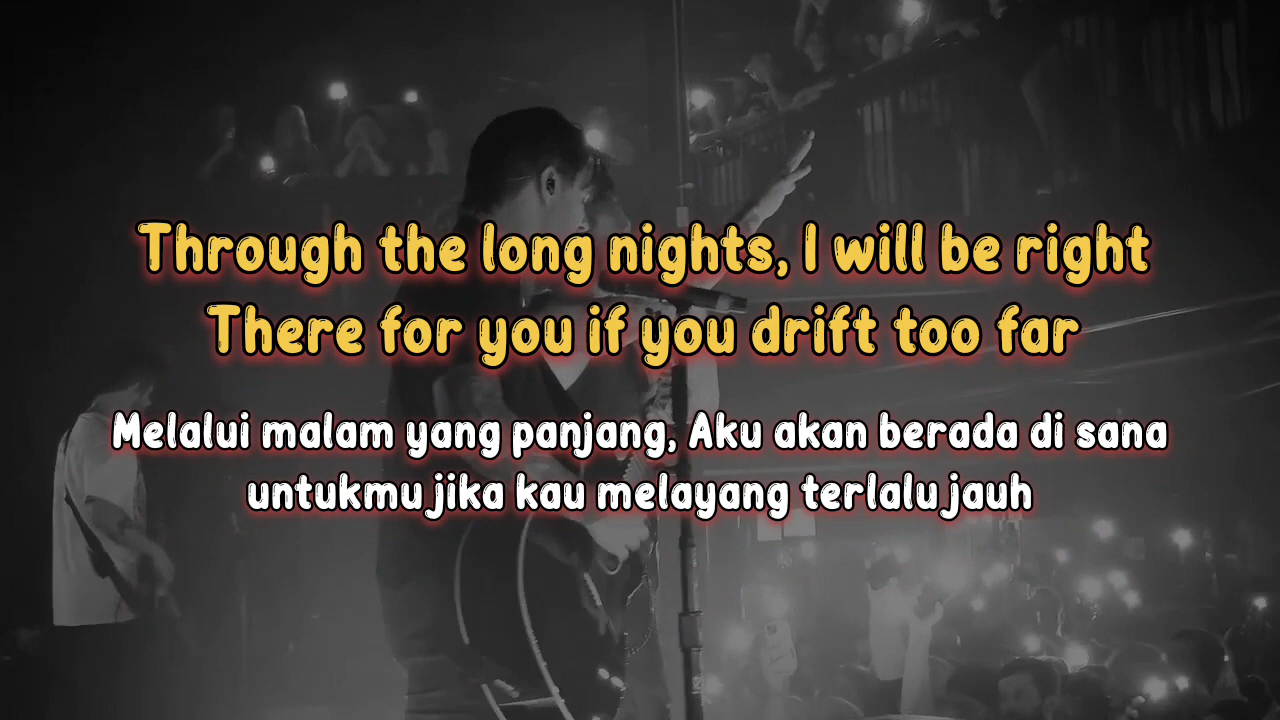 Through the long nights, I will be right
There for you if you drift too far
Melalui malam yang panjang, Aku akan berada di sana
untukmu jika kau melayang terlalu jauh